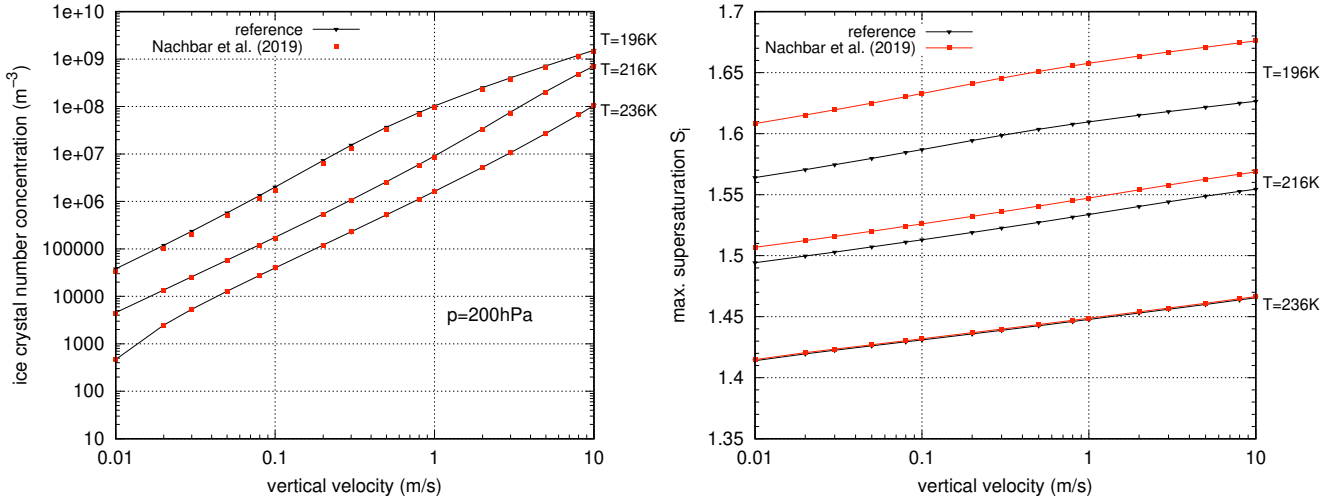 reference
Nachbar et al. (2019)
1e+10
1e+09
1e+08
1e+07
1e+06
100000
10000
1000
100
10
ice crystal number concentration (m⁻³)
T=196K
T=216K
T=236K
p=200hPa
0.01
0.1
1
10
vertical velocity (m/s)
reference
Nachbar et al. (2019)
1.7
1.65
1.6
1.55
1.5
1.45
1.4
1.35
max. supersaturation Sᵢ
T=196K
T=216K
T=236K
0.01
0.1
1
10
vertical velocity (m/s)